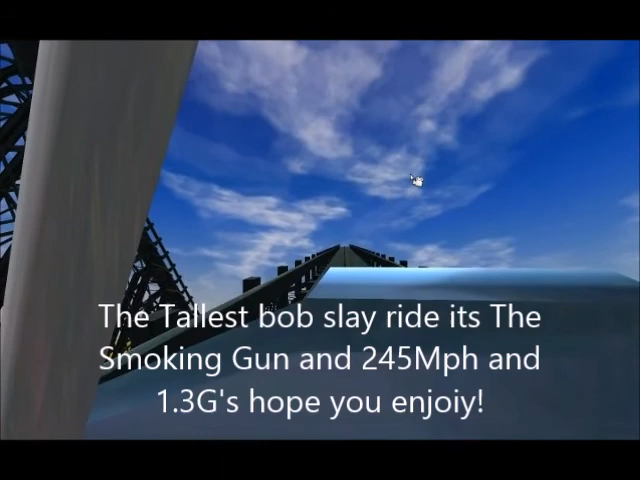 The Tallest bob slay ride its The
Smoking Gun and 245Mph and
1.3G's hope you enjoiy!